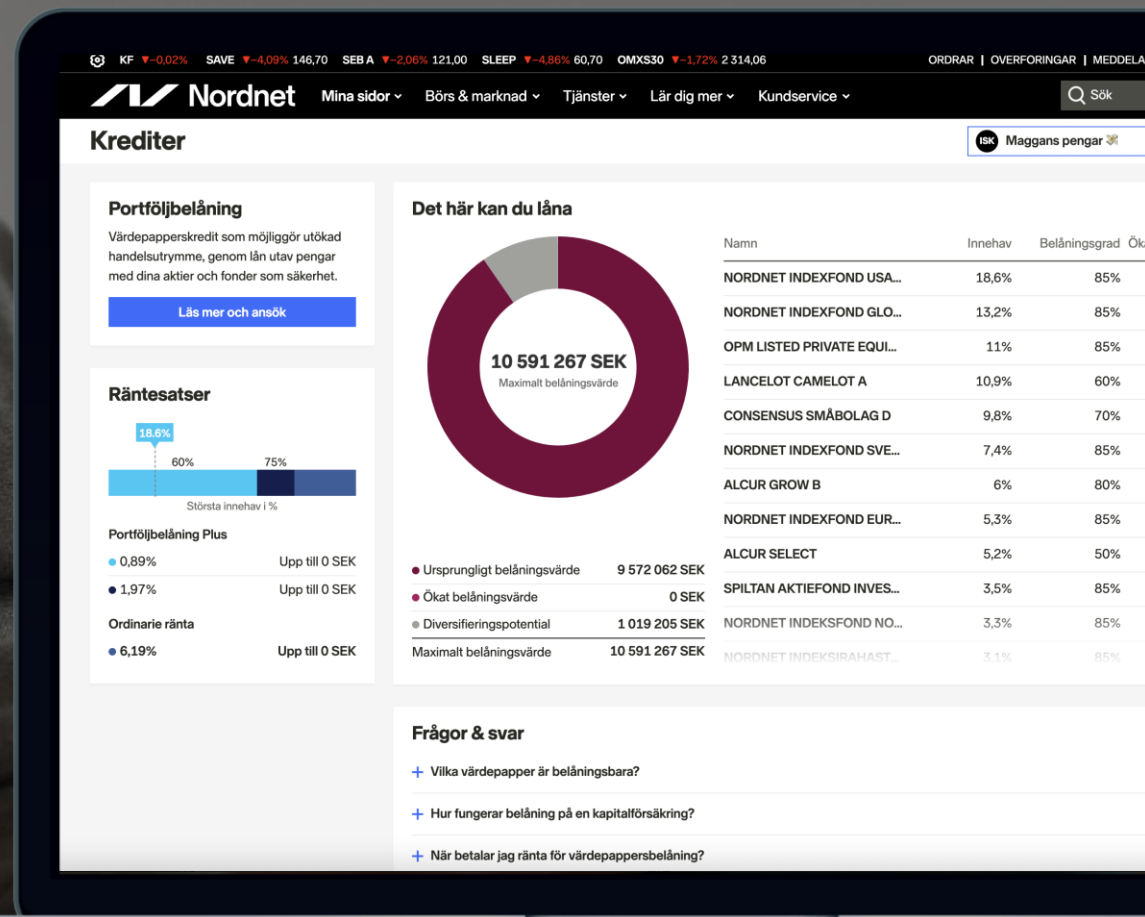 KF ▼-0,02% SAVE ▼-4,09% 146,70 SEB A ▼-2,06% 121,00 SLEEP ▼-4,86% 60,70 OMXS30 ▼-1,72% 2 314,06 ORDRAR | OVERFORINGAR | MEDDELA
Nordnet Mina sidor Börs & marknad Tjänster Lär dig mer Kundservice Sök
Krediter
ISK Maggans pengar 💸
Portföljbelåning
Värdepapperskredit som möjliggör utökad
handelsutrymme, genom lån utav pengar
med dina aktier och fonder som säkerhet.
Läs mer och ansök
Räntesatser
18.6%
60% 75%
Största innehav i %
Portföljbelåning Plus
0,89% Upp till 0 SEK
1,97% Upp till 0 SEK
Ordinarie ränta
6,19% Upp till 0 SEK
Det här kan du låna
10 591 267 SEK
Maximalt belåningsvärde
Ursprungligt belåningsvärde 9 572 062 SEK
Ökat belåningsvärde 0 SEK
Diversifieringspotential 1 019 205 SEK
Maximalt belåningsvärde 10 591 267 SEK
Namn Innehav Belåningsgrad Öka
NORDNET INDEXFOND USA... 18,6% 85%
NORDNET INDEXFOND GLO... 13,2% 85%
OPM LISTED PRIVATE EQUI... 11% 85%
LANCELOT CAMELOT A 10,9% 60%
CONSENSUS SMÅBOLAG D 9,8% 70%
NORDNET INDEXFOND SVE... 7,4% 85%
ALCUR GROW B 6% 80%
NORDNET INDEXFOND EUR... 5,3% 85%
ALCUR SELECT 5,2% 50%
SPILTAN AKTIEFOND INVES... 3,5% 85%
NORDNET INDEKSFOND NO... 3,3% 85%
NORDNET INDEKSIRAHAST... 3,1% 85%
Frågor & svar
+ Vilka värdepapper är belåningsbara?
+ Hur fungerar belåning på en kapitalförsäkring?
+ När betalar jag ränta för värdepappersbelåning?